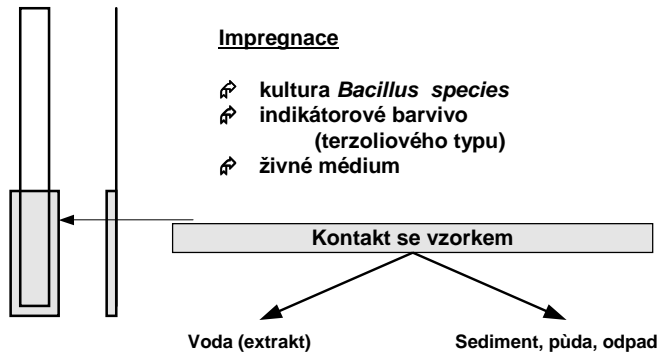 Impregnace
kultura Bacillus species
indikátorové barvivo
(terzoliového typu)
živné médium
Kontakt se vzorkem
Voda (extrakt)
Sediment, pùda, odpad